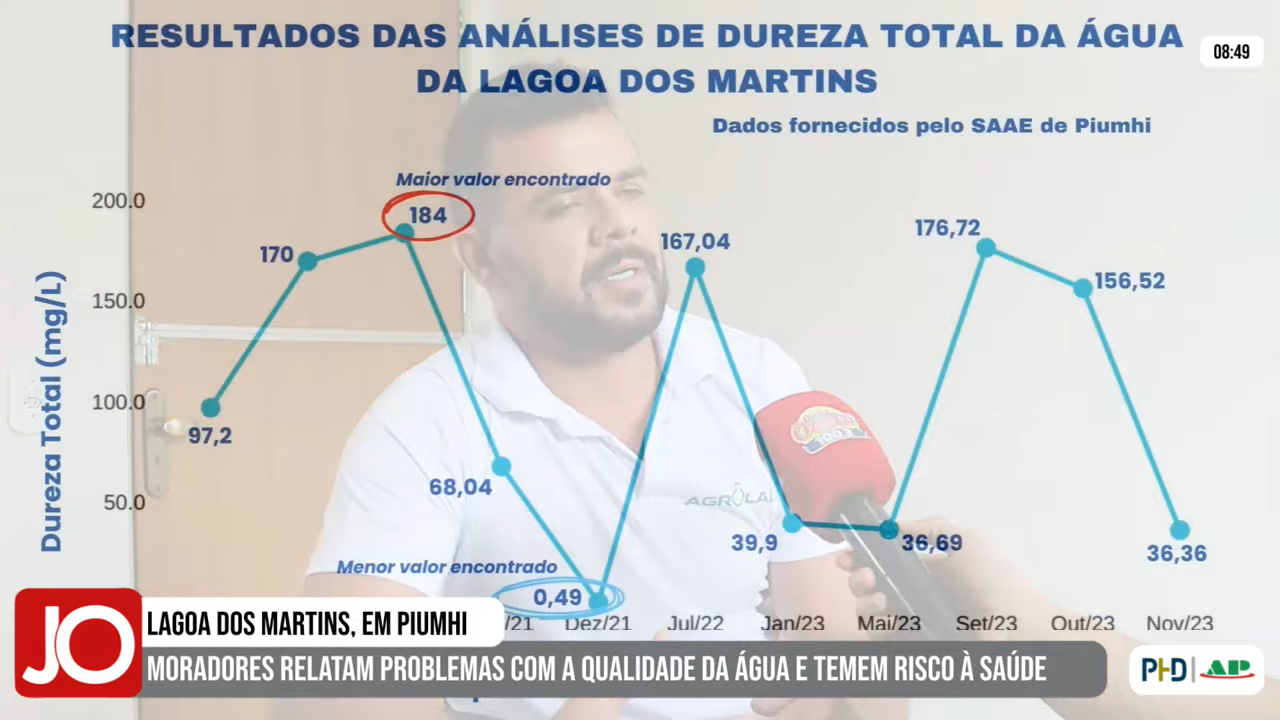 RESULTADOS DAS ANÁLISES DE DUREZA TOTAL DA ÁGUA
DA LAGOA DOS MARTINS
08:49
Dados fornecidos pelo SAAE de Piumhi
Maior valor encontrado
200.0
184
170
167,04
176,72
156,52
150.0
Dureza Total (mg/L)
100.0
97,2
68,04
50.0
AGROLA
39,9
36,69
36,36
Menor valor encontrado
0,49
/21 Dez/21 Jul/22 Jan/23 Mai/23 Set/23 Out/23 Nov/23
JO
LAGOA DOS MARTINS, EM PIUMHI
MORADORES RELATAM PROBLEMAS COM A QUALIDADE DA ÁGUA E TEMEM RISCO À SAÚDE
PHD | AP